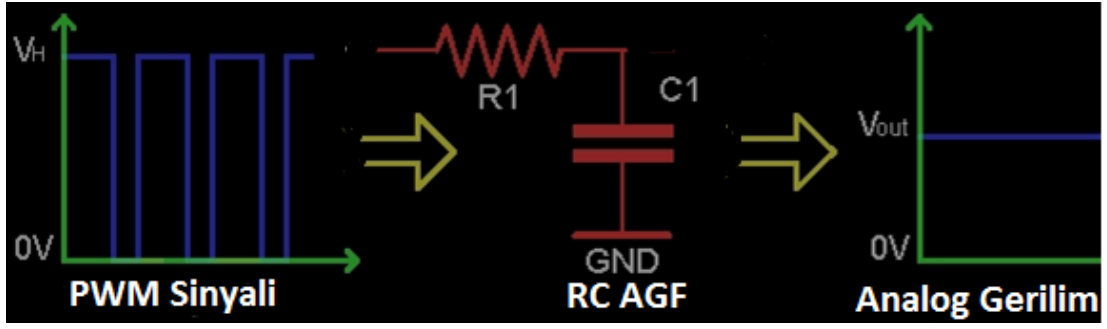 VH
0V
PWM Sinyali
R1
C1
GND
RC AGF
Vout
0V
Analog Gerilim